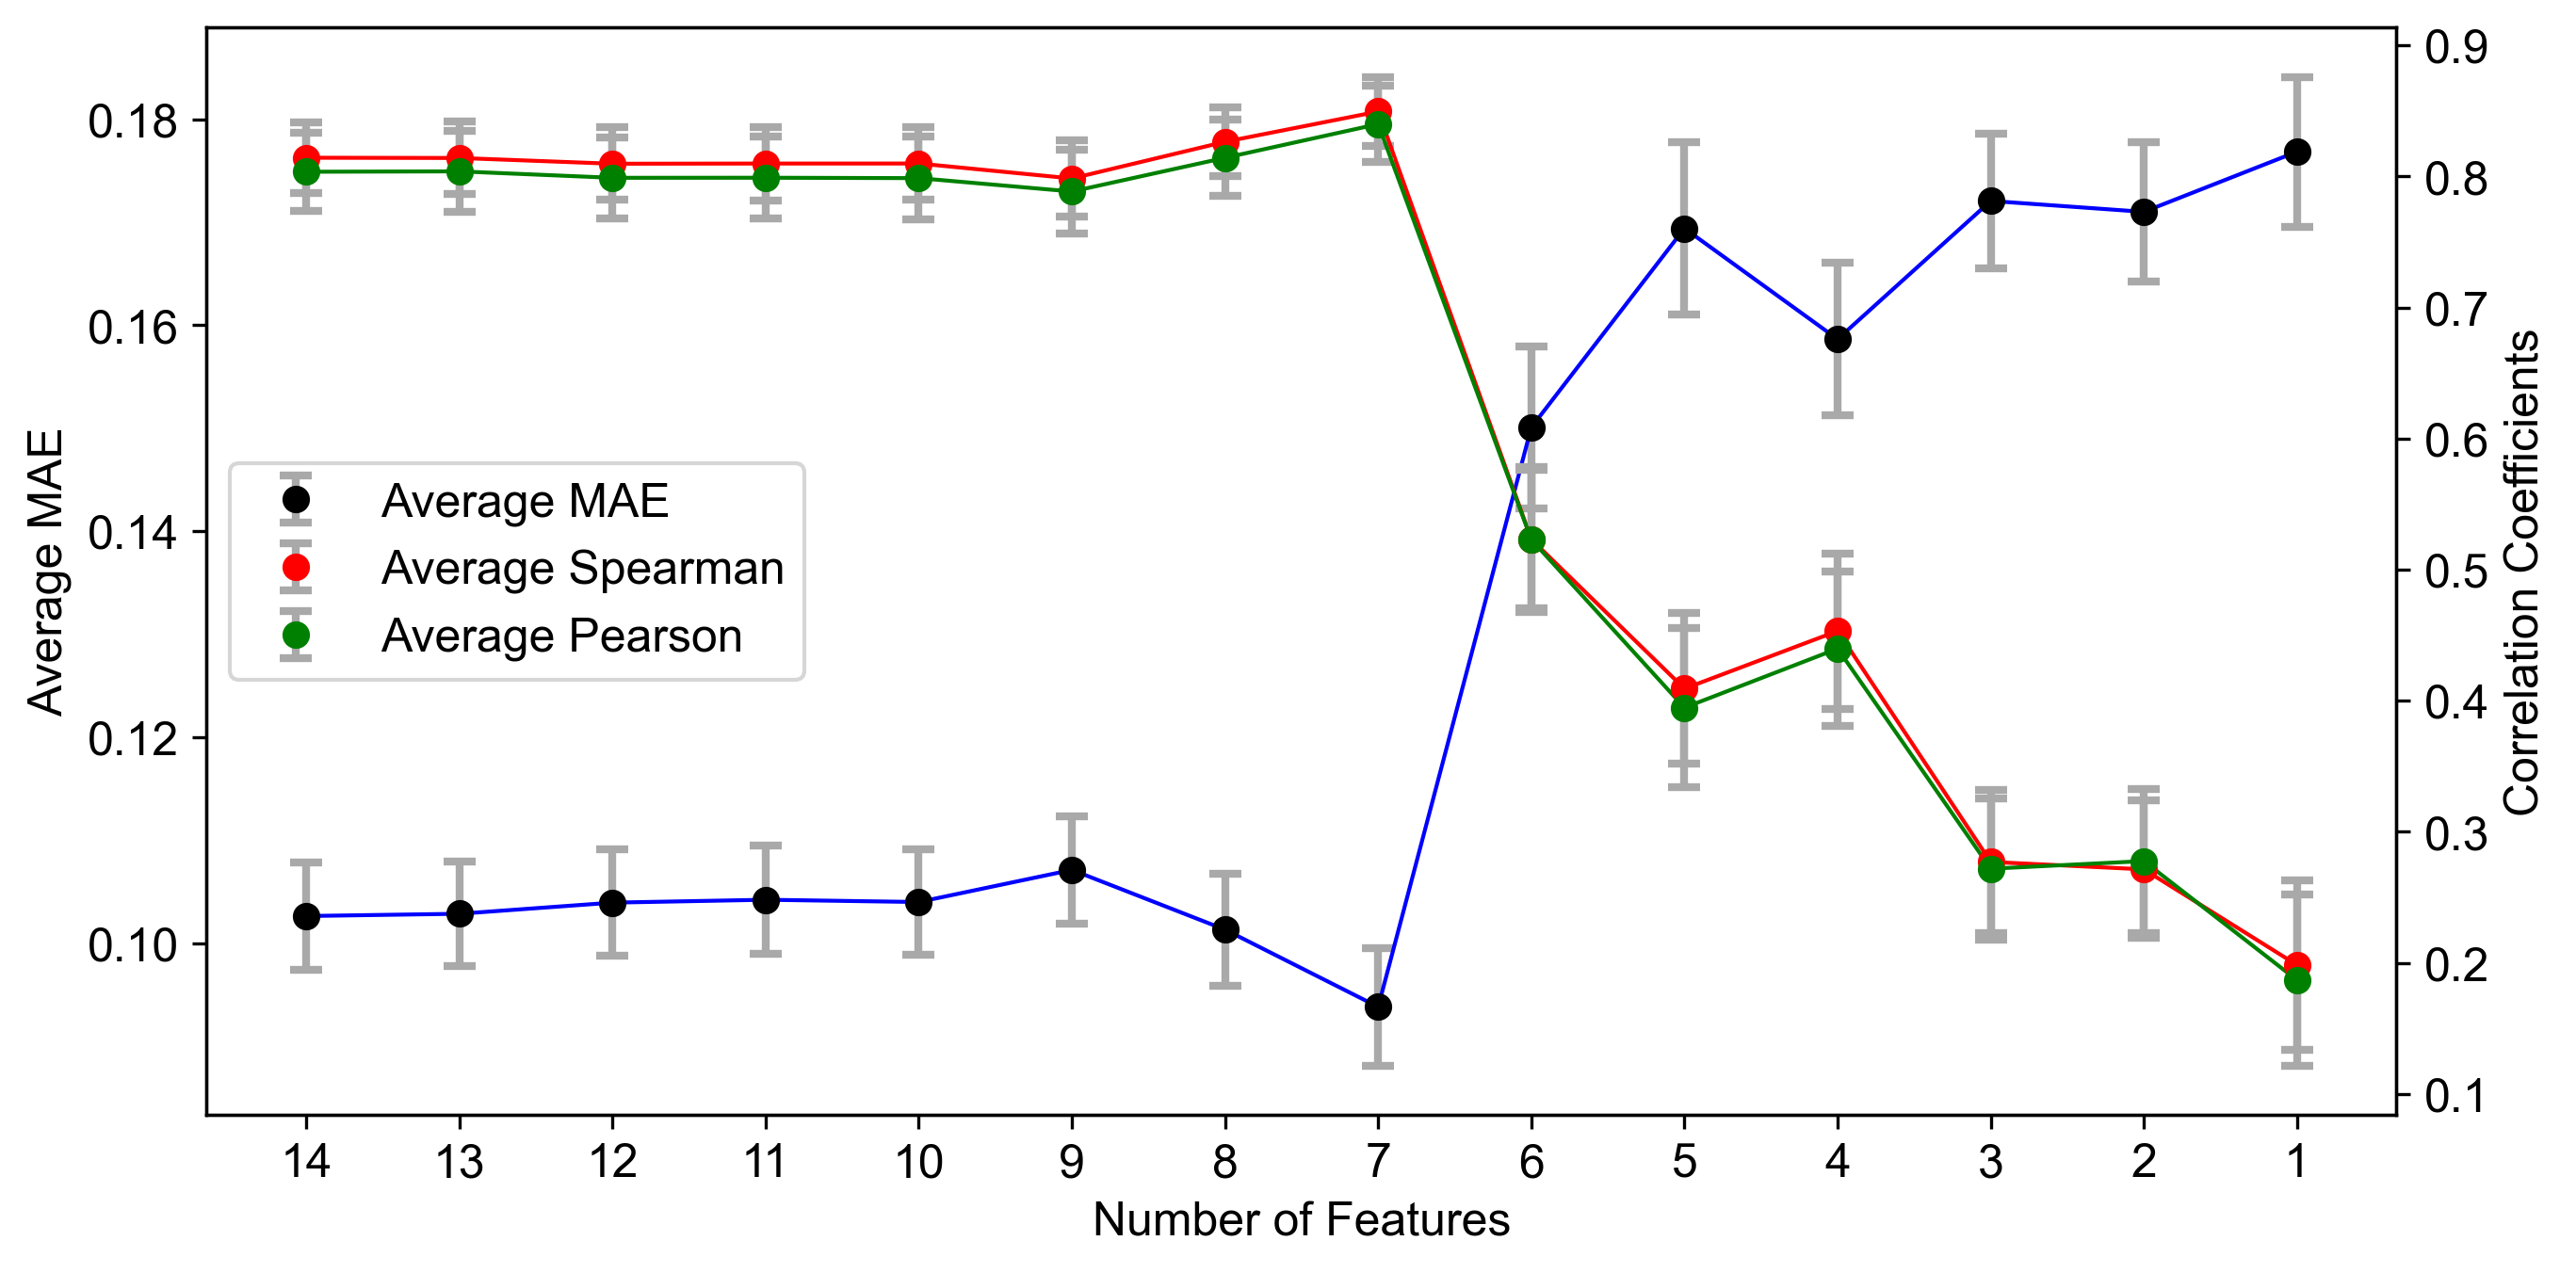 0.18
0.16
0.14
0.12
0.10
Average MAE
0.9
0.8
0.7
0.6
0.5
0.4
0.3
0.2
0.1
Correlation Coefficients
Average MAE
Average Spearman
Average Pearson
14 13 12 11 10 9 8 7 6 5 4 3 2 1
Number of Features